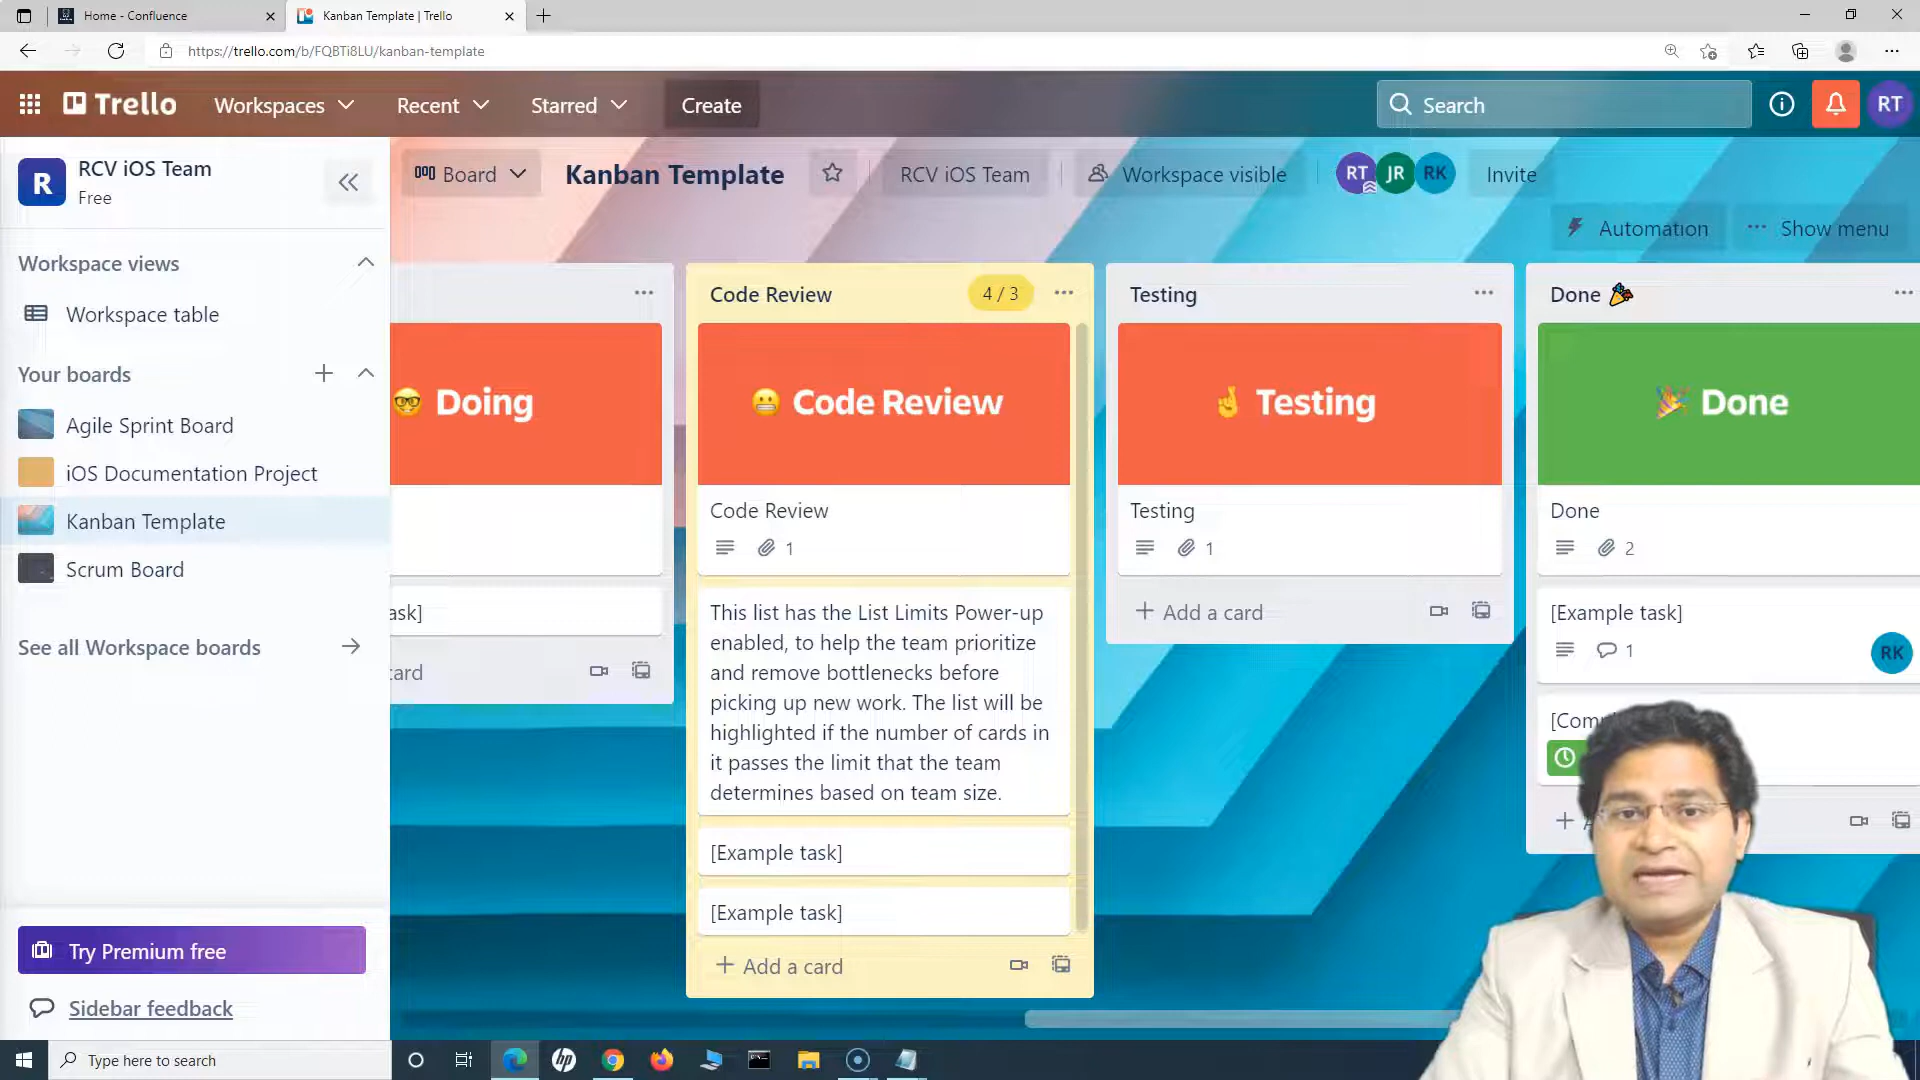 Home - Confluence
Kanban Template | Trello
https://trello.com/b/FQBTi8LU/kanban-template
Trello
Workspaces
Recent
Starred
Create
Search
RT
R
RCV iOS Team
Free
Board
Kanban Template
RCV iOS Team
Workspace visible
RT
JR
RK
Invite
Automation
Show menu
Workspace views
Workspace table
Your boards
Agile Sprint Board
iOS Documentation Project
Kanban Template
Scrum Board
See all Workspace boards
Try Premium free
Sidebar feedback
Doing
ask]
card
Code Review
4 / 3
Code Review
Code Review
1
This list has the List Limits Power-up
enabled, to help the team prioritize
and remove bottlenecks before
picking up new work. The list will be
highlighted if the number of cards in
it passes the limit that the team
determines based on team size.
[Example task]
[Example task]
Add a card
Testing
Testing
Testing
1
Add a card
Done
Done
Done
2
[Example task]
1
RK
[Com
Type here to search
hp